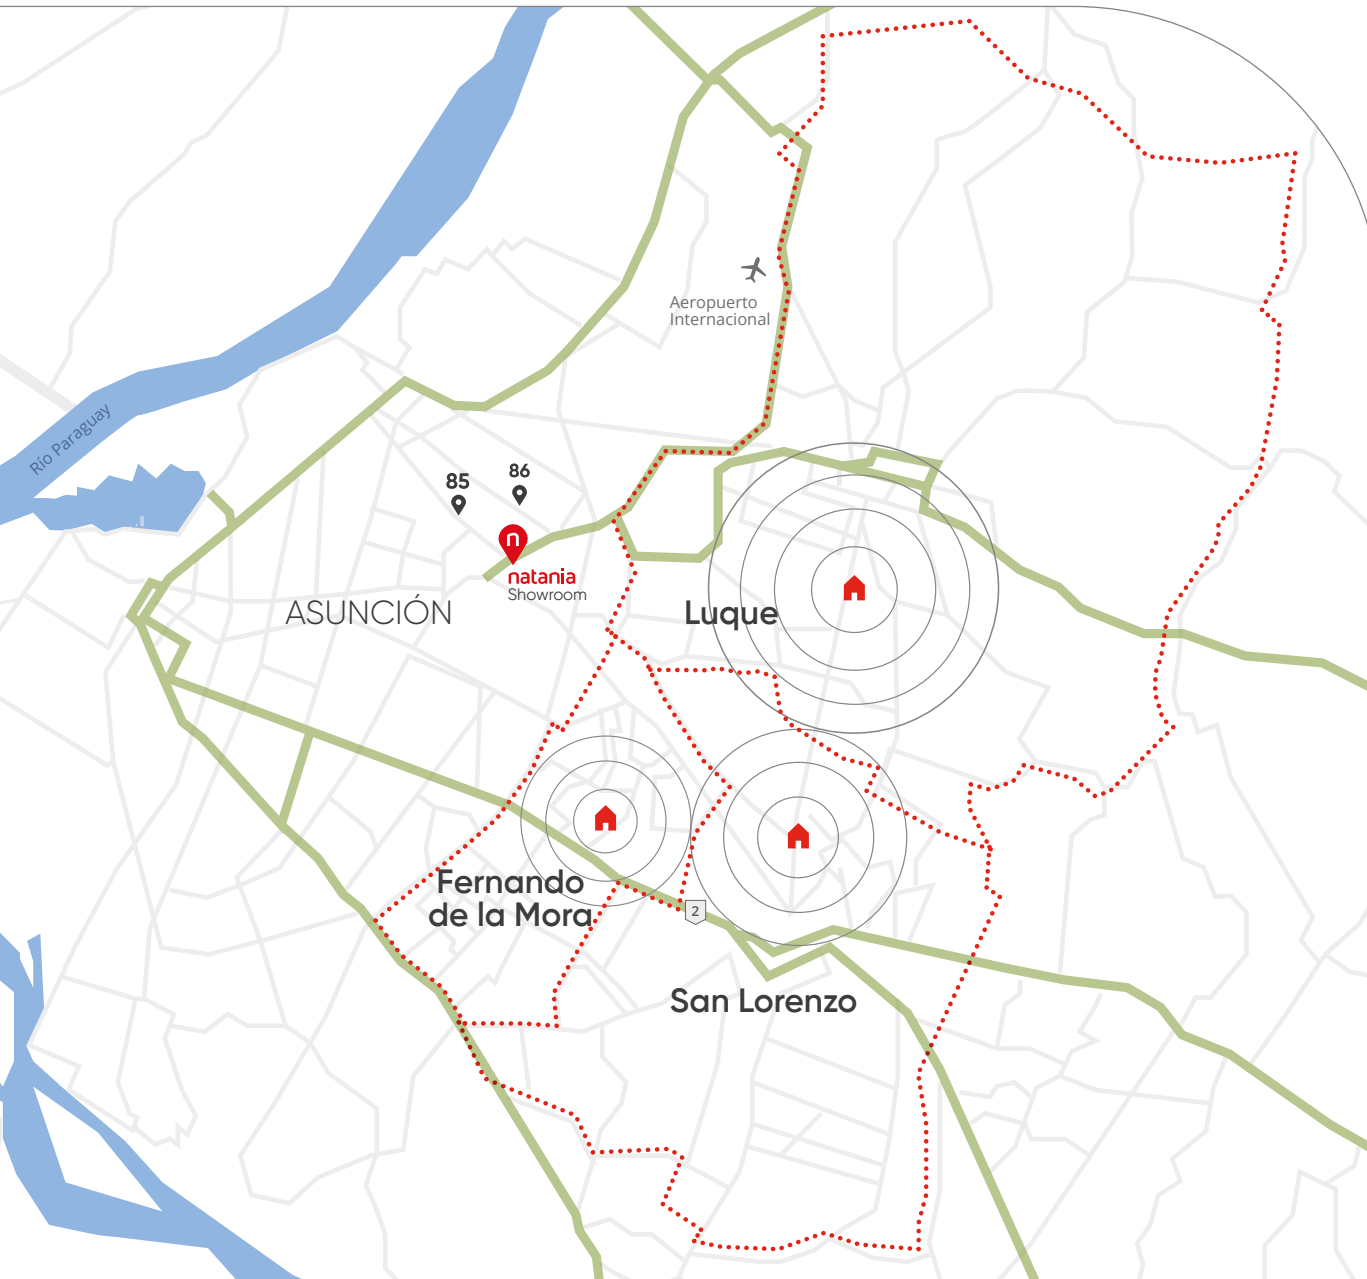 Aeropuerto
Internacional
Río Paraguay
85
86
n
natania
Showroom
ASUNCIÓN
Luque
Fernando
de la Mora
2
San Lorenzo